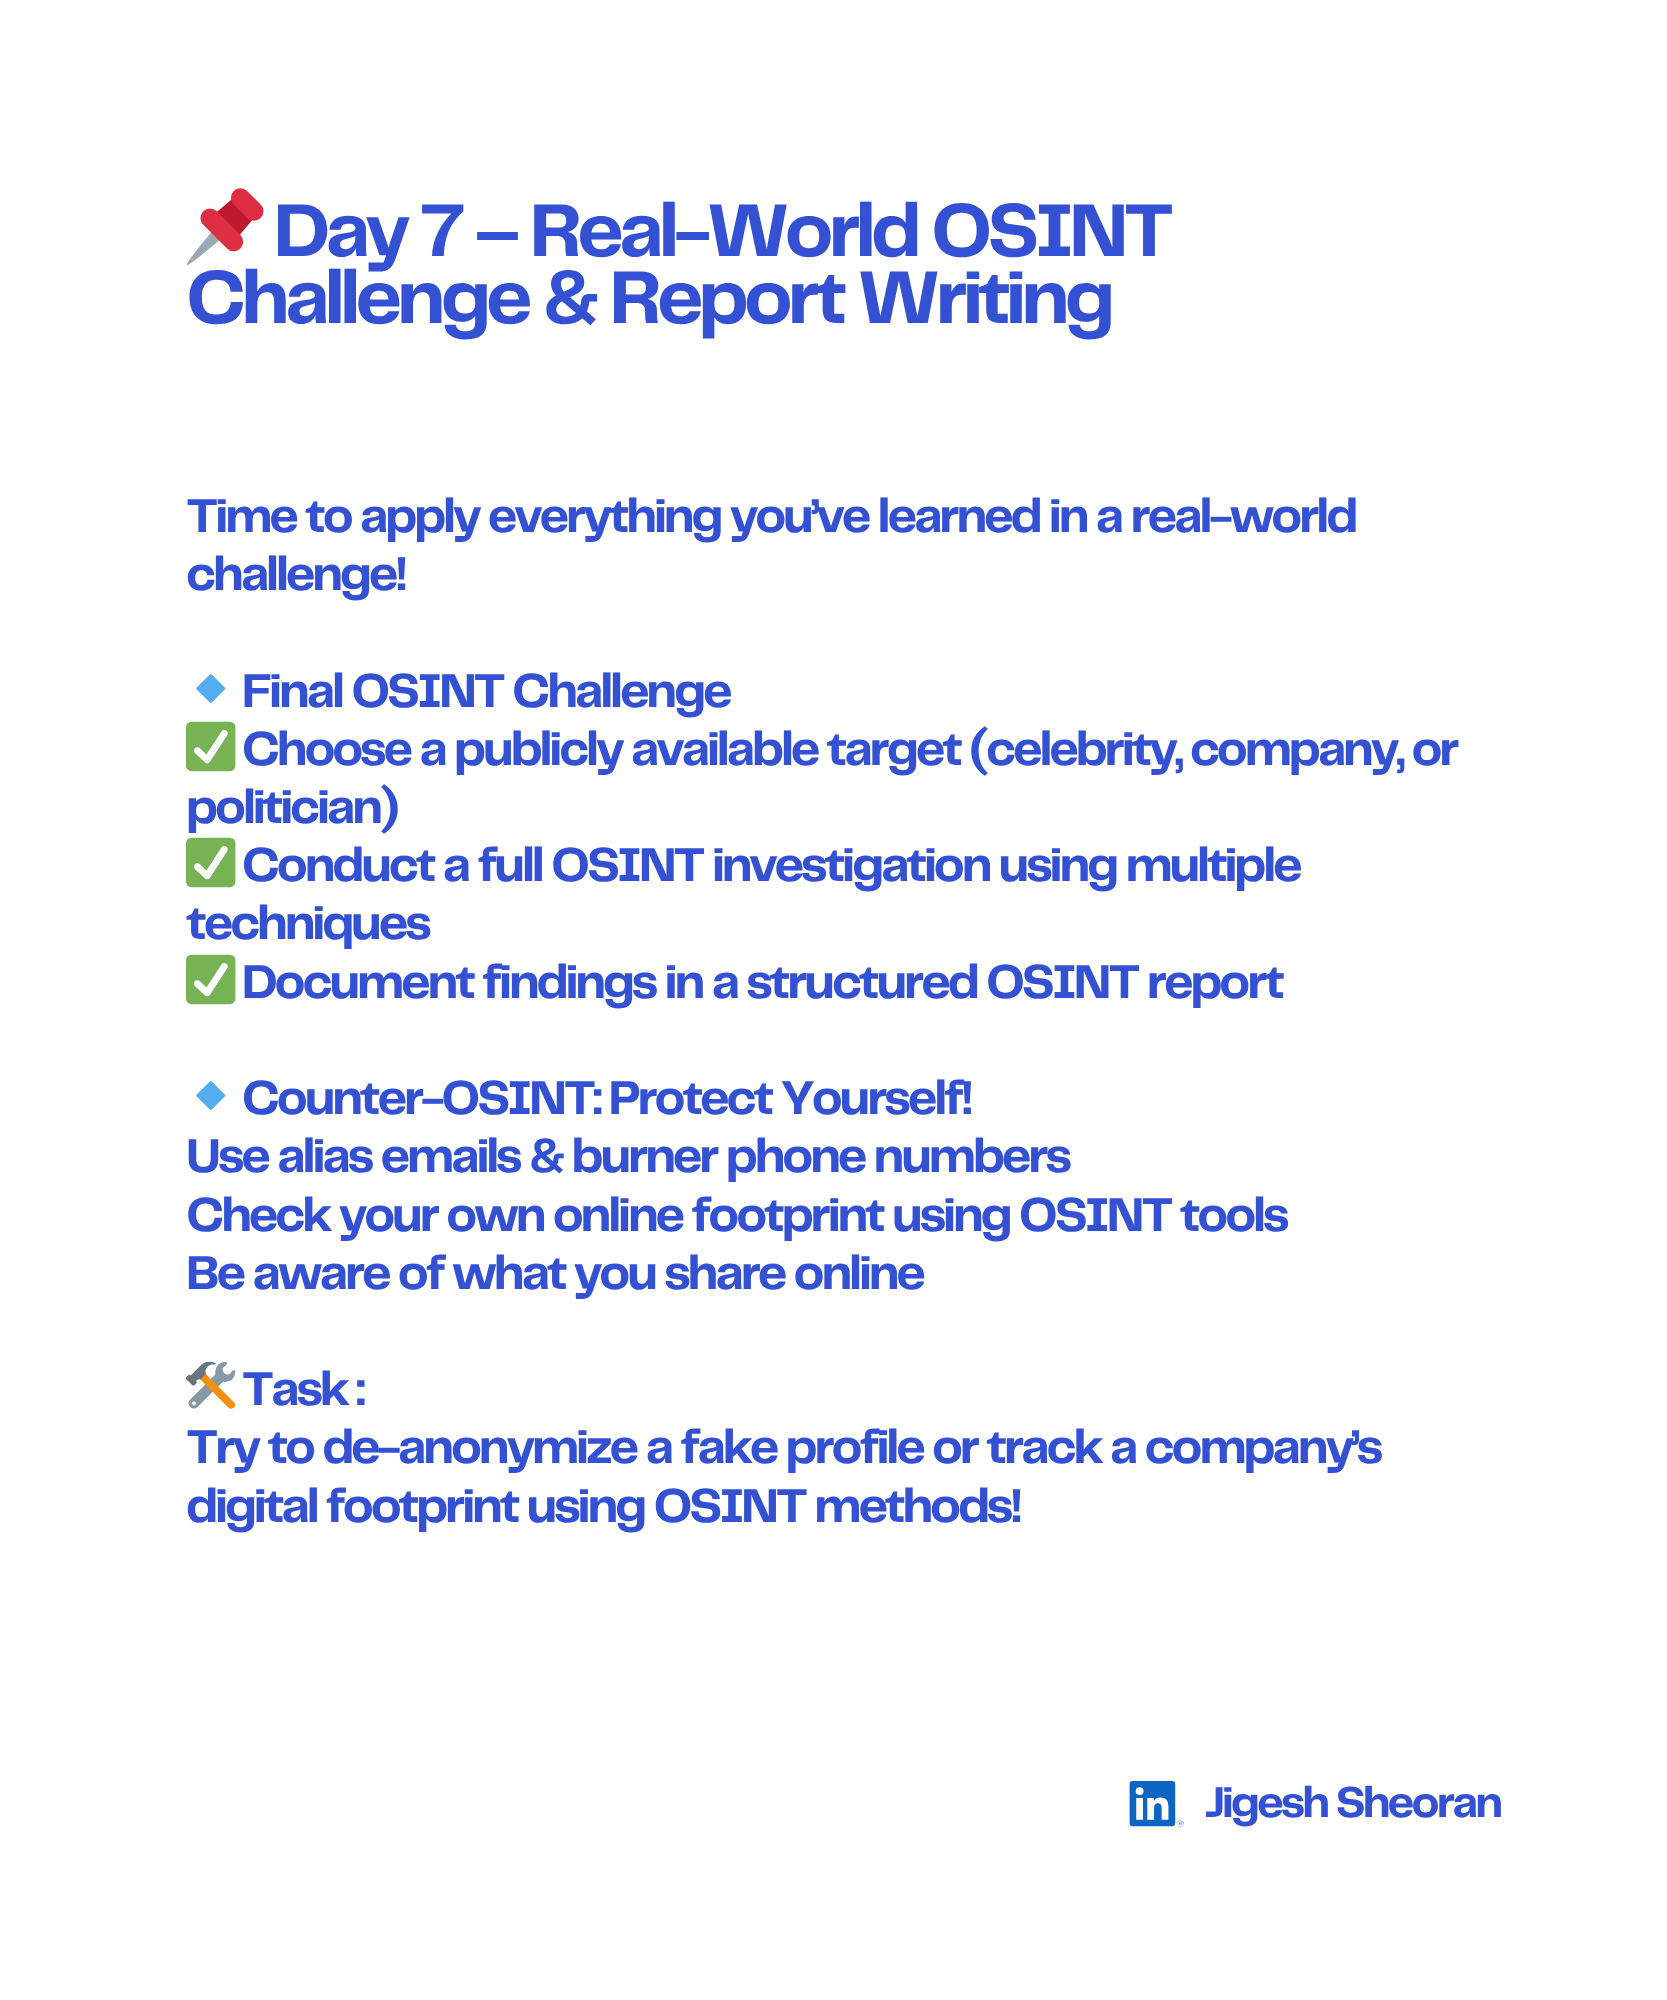 📌 Day 7 – Real-World OSINT
Challenge & Report Writing
Time to apply everything you've learned in a real-world
challenge!
🔹 Final OSINT Challenge
✅ Choose a publicly available target (celebrity, company, or
politician)
✅ Conduct a full OSINT investigation using multiple
techniques
✅ Document findings in a structured OSINT report
🔹 Counter-OSINT: Protect Yourself!
Use alias emails & burner phone numbers
Check your own online footprint using OSINT tools
Be aware of what you share online
🛠️ Task :
Try to de-anonymize a fake profile or track a company's
digital footprint using OSINT methods!
in® Jigesh Sheoran